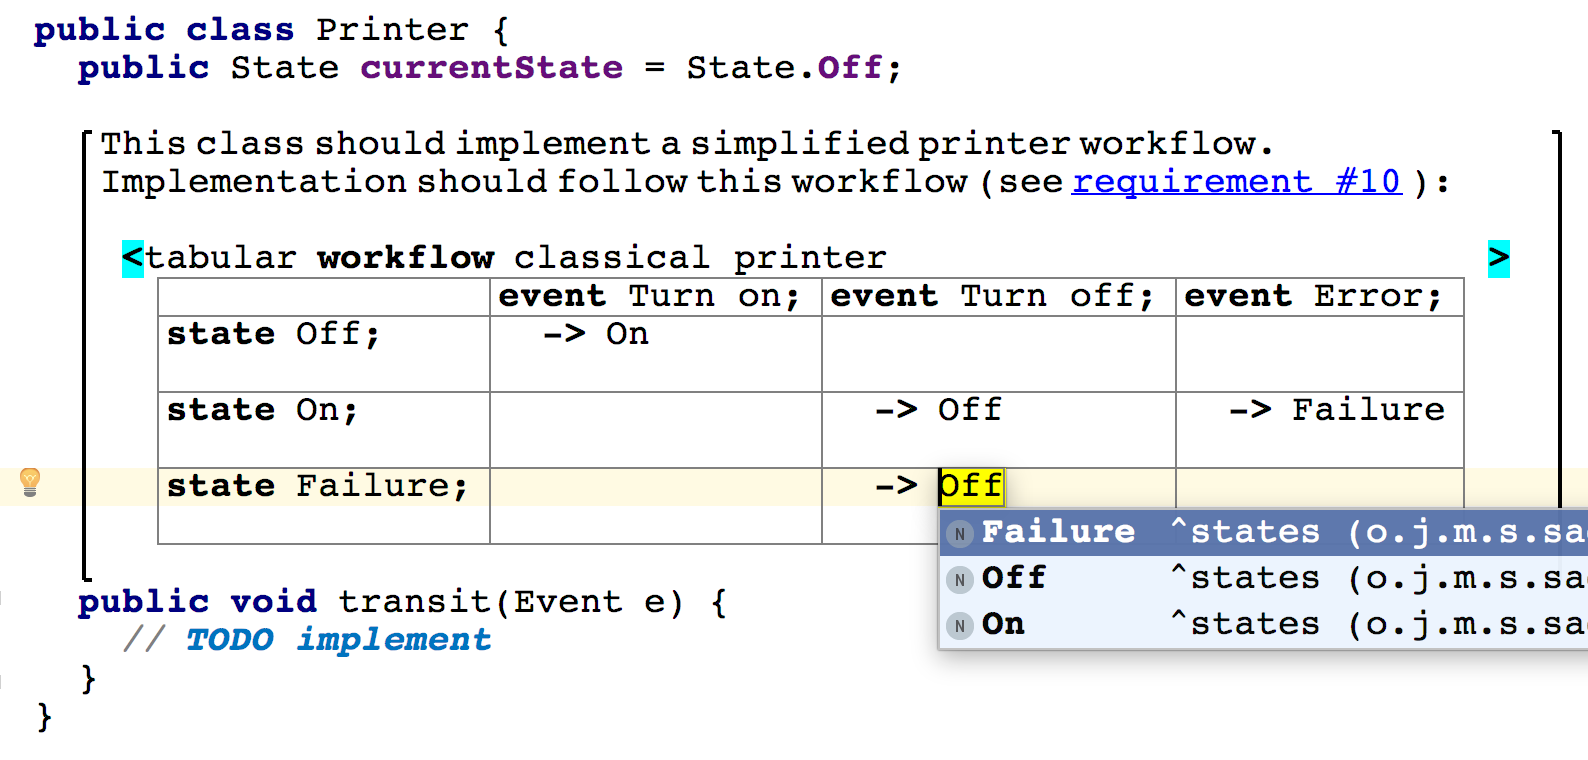 public class Printer {
public State currentState = State.Off;
This class should implement a simplified printer workflow.
Implementation should follow this workflow (see requirement #10 ):
<tabular workflow classical printer >
event Turn on; event Turn off; event Error;
state Off; -> On
state On; -> Off -> Failure
state Failure; -> Off
N Failure ^states (o.j.m.s.sa
N Off ^states (o.j.m.s.sa
N On ^states (o.j.m.s.sa
public void transit(Event e) {
// TODO implement
}
}